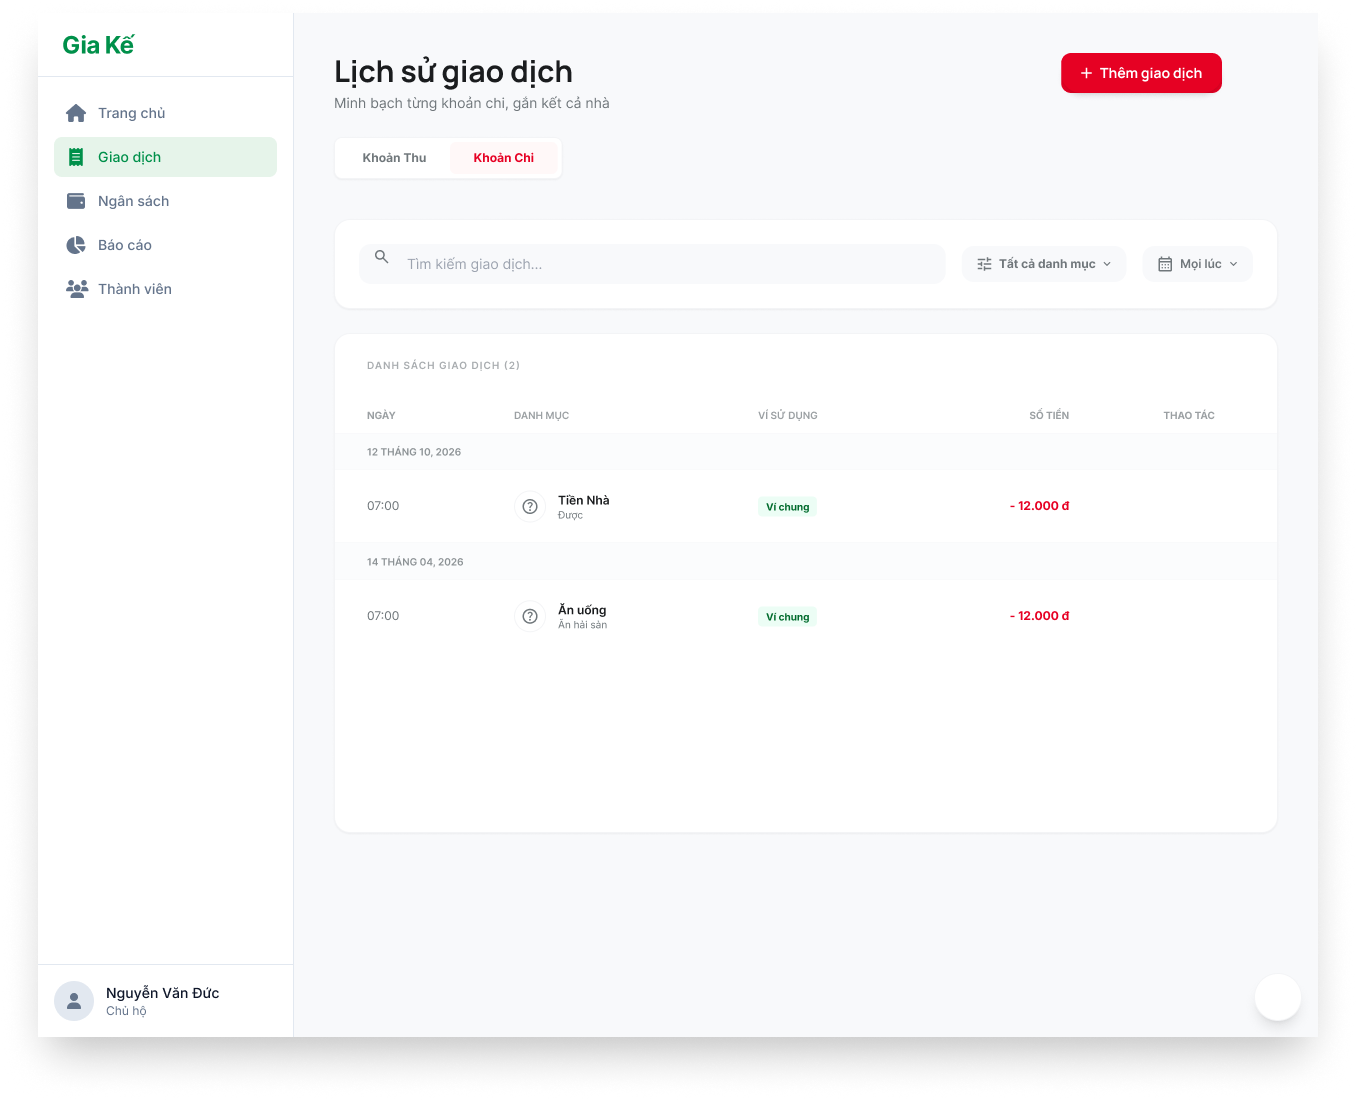 Gia Kế
Trang chủ
Giao dịch
Ngân sách
Báo cáo
Thành viên
Nguyễn Văn Đức
Chủ hộ
Lịch sử giao dịch
Minh bạch từng khoản chi, gắn kết cả nhà
Thêm giao dịch
Khoản Thu
Khoản Chi
Tìm kiếm giao dịch...
Tất cả danh mục
Mọi lúc
DANH SÁCH GIAO DỊCH (2)
NGÀY DANH MỤC VÍ SỬ DỤNG SỐ TIỀN THAO TÁC
12 THÁNG 10, 2026
07:00 Tiền Nhà Ví chung - 12.000 đ
Được
14 THÁNG 04, 2026
07:00 Ăn uống Ví chung - 12.000 đ
Ăn hải sản